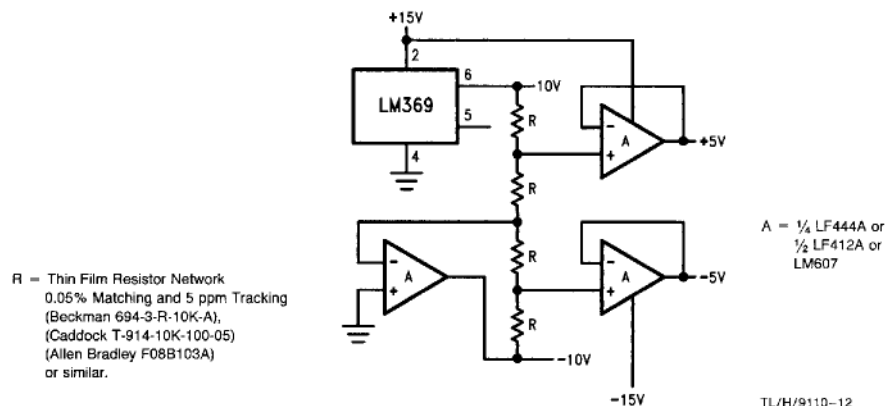 +15V
2
6
10V
LM369
R
5
-
A
+5V
+
4
R
A = ¼ LF444A or
½ LF412A or
LM607
-
A
+
R
-
A
-5V
+
R = Thin Film Resistor Network
0.05% Matching and 5 ppm Tracking
(Beckman 694-3-R-10K-A),
(Caddock T-914-10K-100-05)
(Allen Bradley F08B103A)
or similar.
R
-10V
-15V
TL/H/9110-12